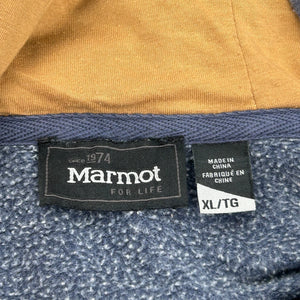 SINCE 1974
Marmot
FOR LIFE
MADE IN
CHINA
FABRIQUÉ EN
CHINE
XL/TG